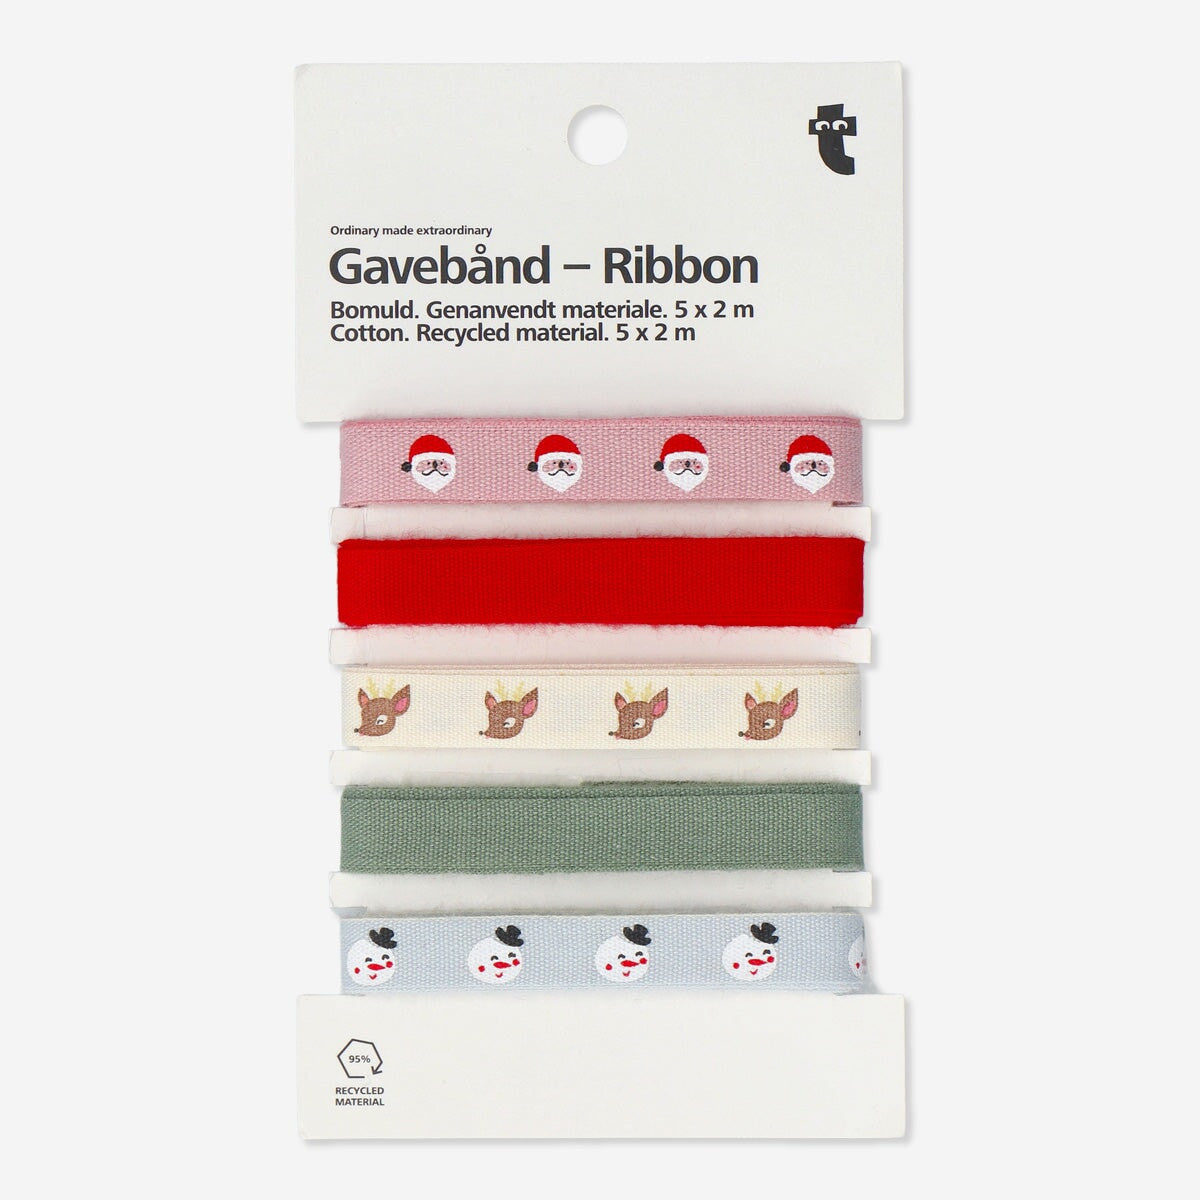 Ordinary made extraordinary
Gavebånd – Ribbon
Bomuld. Genanvendt materiale. 5 x 2 m
Cotton. Recycled material. 5 x 2 m
95%
RECYCLED
MATERIAL